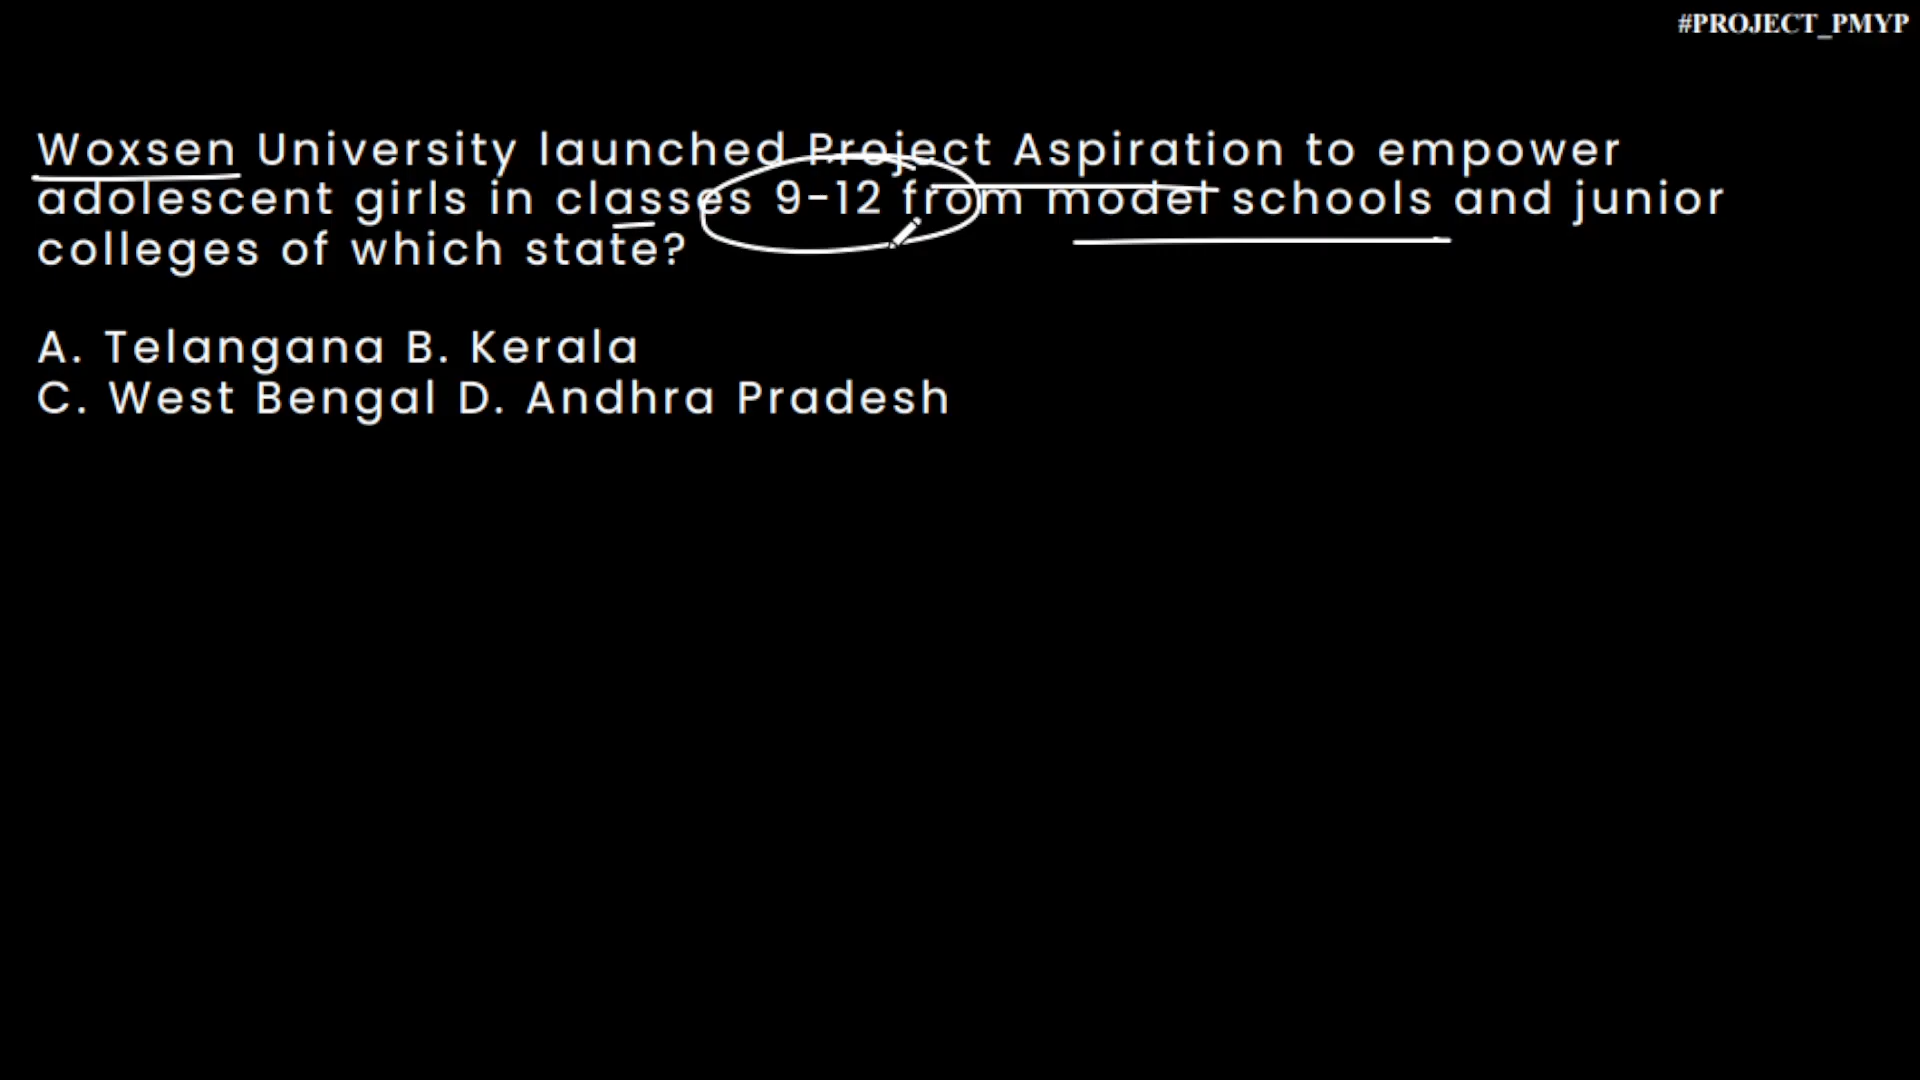 #PROJECT_PMYP
Woxsen University launched Project Aspiration to empower
adolescent girls in classes 9-12 from model schools and junior
colleges of which state?
A. Telangana B. Kerala
C. West Bengal D. Andhra Pradesh